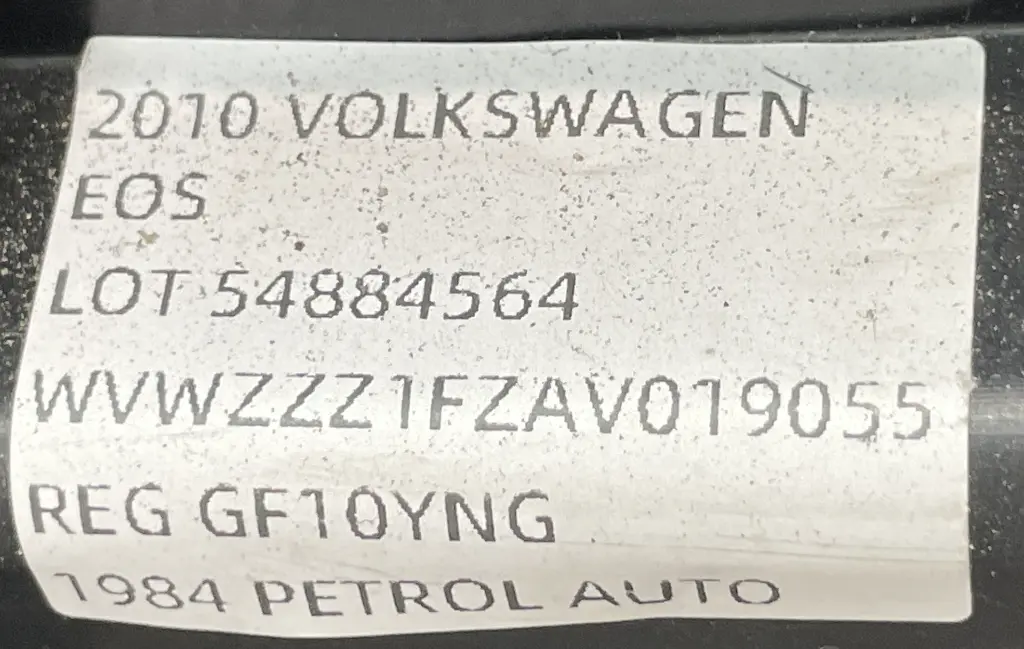 2010 VOLKSWAGEN
EOS
LOT 54884564
WVWZZZ1FZAV019055
REG GF10YNG
1984 PETROL AUTO